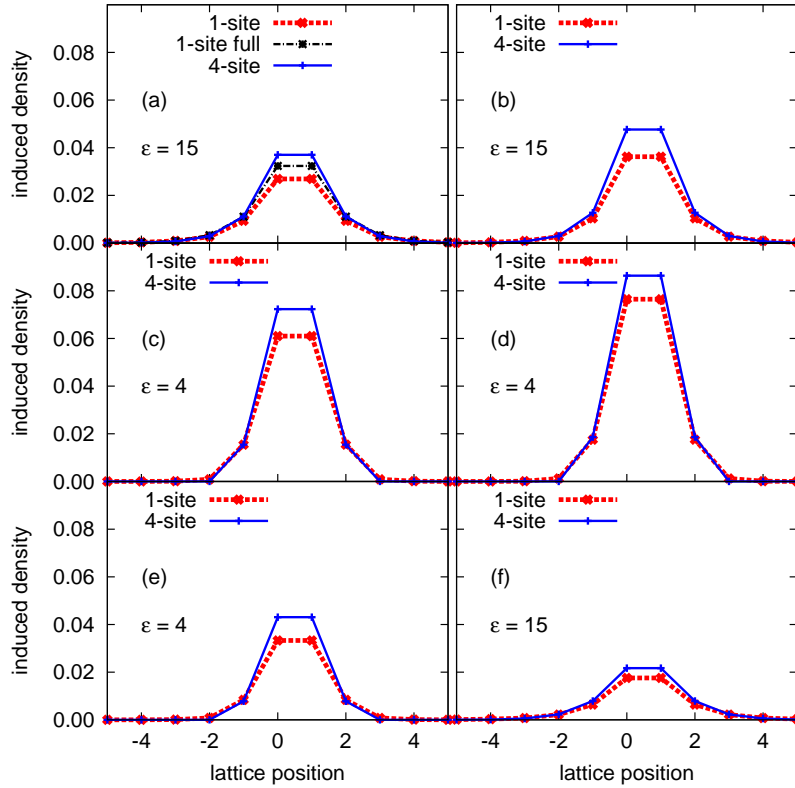 1-site
1-site full
4-site
(a)
ε = 15
induced density
0.08
0.06
0.04
0.02
0.00
1-site
4-site
(b)
ε = 15
1-site
4-site
(c)
ε = 4
induced density
0.08
0.06
0.04
0.02
0.00
1-site
4-site
(d)
ε = 4
1-site
4-site
(e)
ε = 4
induced density
0.08
0.06
0.04
0.02
0.00
-4 -2 0 2 4
lattice position
1-site
4-site
(f)
ε = 15
-4 -2 0 2 4
lattice position